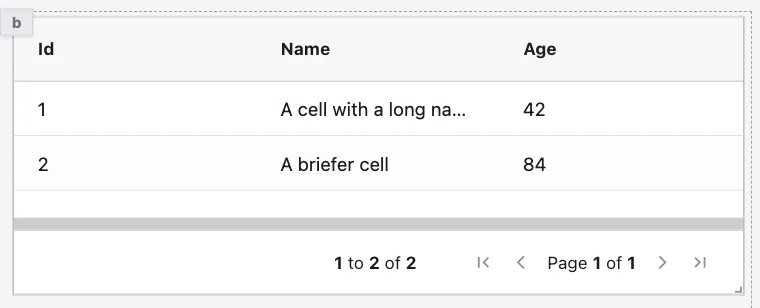 b
Id Name Age
1 A cell with a long na... 42
2 A briefer cell 84
1 to 2 of 2 Page 1 of 1